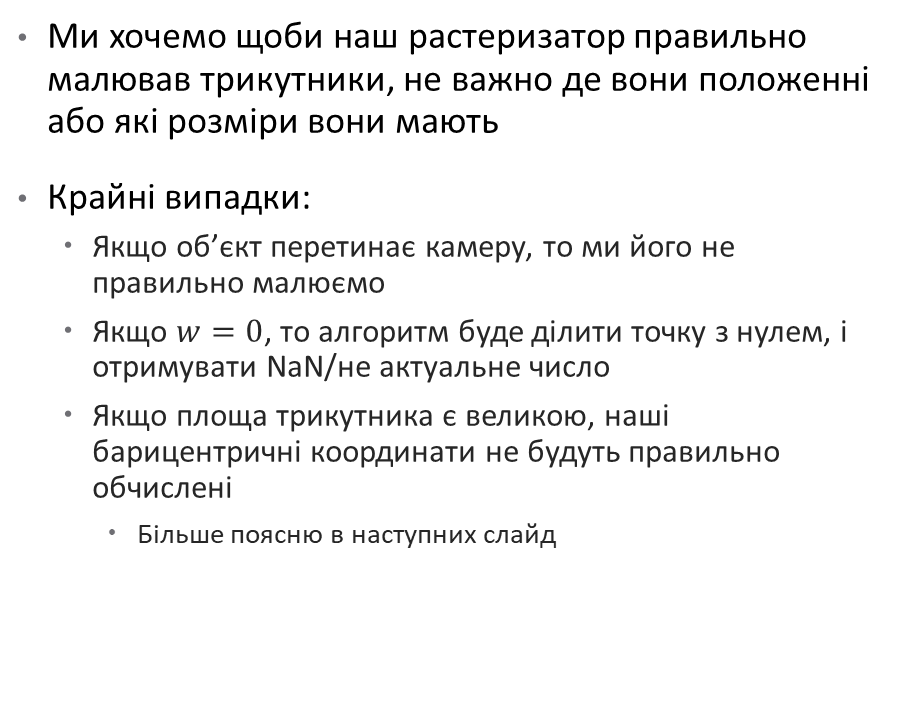 • Ми хочемо щоби наш растеризатор правильно
малював трикутники, не важно де вони положенні
або які розміри вони мають
• Крайні випадки:
• Якщо об’єкт перетинає камеру, то ми його не
правильно малюємо
• Якщо w = 0, то алгоритм буде ділити точку з нулем, і
отримувати NaN/не актуальне число
• Якщо площа трикутника є великою, наші
барицентричні координати не будуть правильно
обчислені
• Більше поясню в наступних слайд